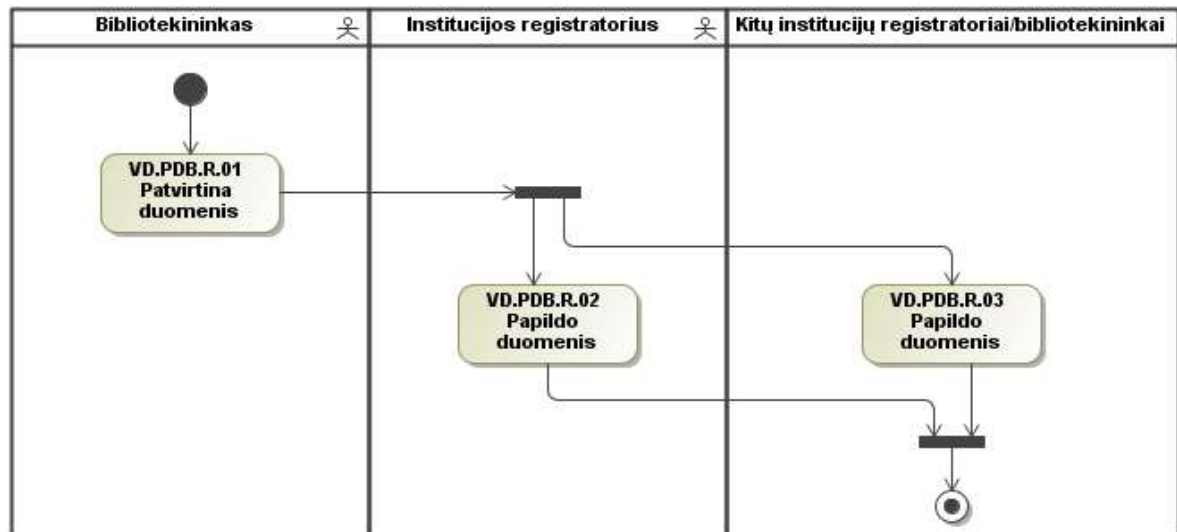 Bibliotekininkas
Institucijos registratorius
Kitų institucijų registratoriai/bibliotekininkai
VD.PDB.R.01
Patvirtina
duomenis
VD.PDB.R.02
Papildo
duomenis
VD.PDB.R.03
Papildo
duomenis